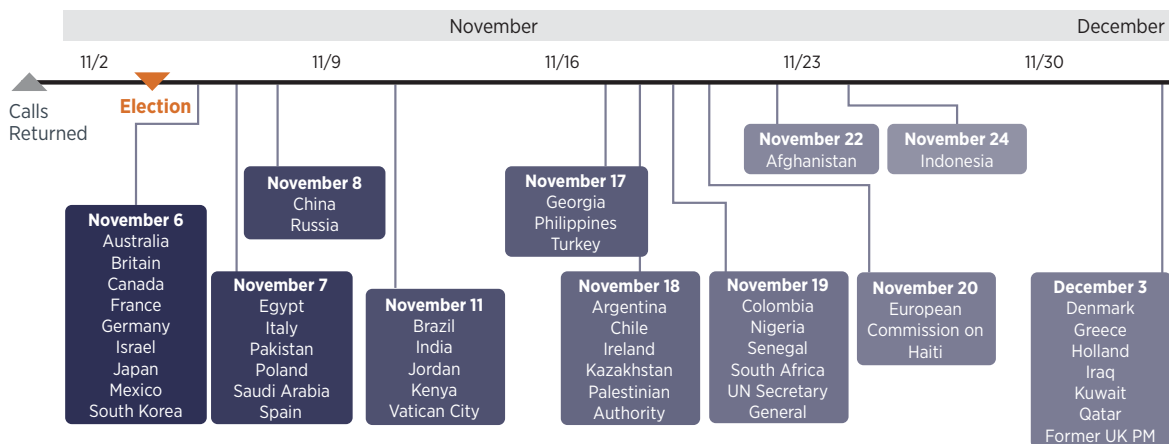 November
December
11/2
11/9
11/16
11/23
11/30
Calls
Returned
Election
November 6
Australia
Britain
Canada
France
Germany
Israel
Japan
Mexico
South Korea
November 7
Egypt
Italy
Pakistan
Poland
Saudi Arabia
Spain
November 8
China
Russia
November 11
Brazil
India
Jordan
Kenya
Vatican City
November 17
Georgia
Philippines
Turkey
November 18
Argentina
Chile
Ireland
Kazakhstan
Palestinian
Authority
November 19
Colombia
Nigeria
Senegal
South Africa
UN Secretary
General
November 20
European
Commission on
Haiti
November 22
Afghanistan
November 24
Indonesia
December 3
Denmark
Greece
Holland
Iraq
Kuwait
Qatar
Former UK PM